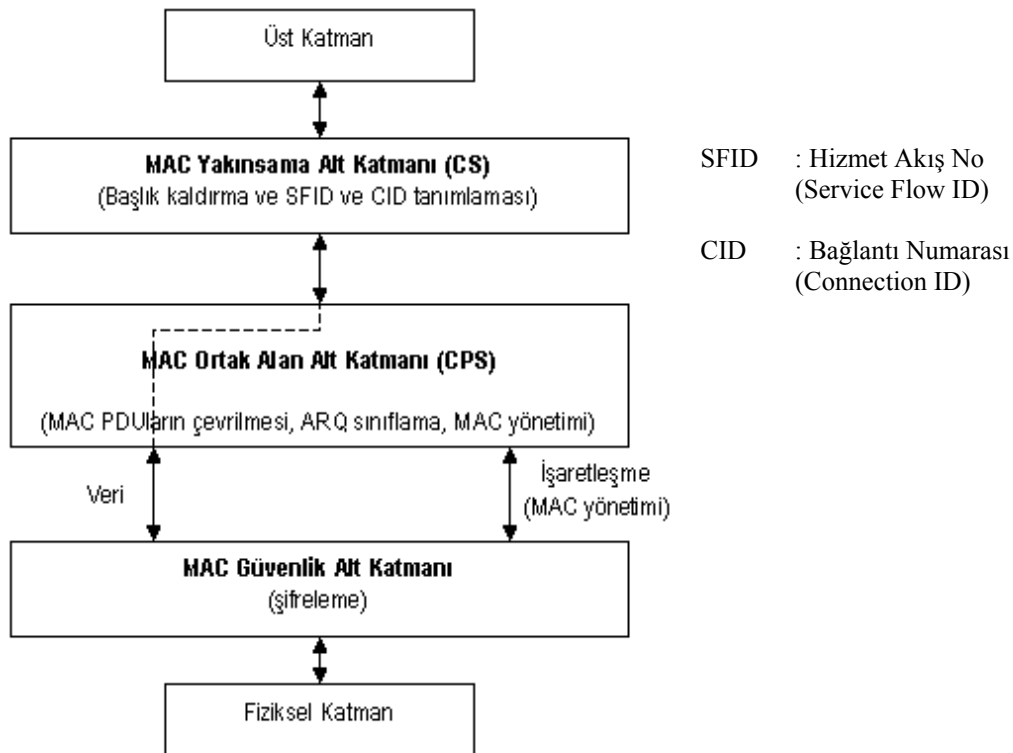 Üst Katman
MAC Yakınsama Alt Katmanı (CS)
(Başlık kaldırma ve SFID ve CID tanımlaması)
SFID : Hizmet Akış No
(Service Flow ID)
CID : Bağlantı Numarası
(Connection ID)
MAC Ortak Alan Alt Katmanı (CPS)
(MAC PDUların çevrilmesi, ARQ sınıflama, MAC yönetimi)
Veri
İşaretleşme
(MAC yönetimi)
MAC Güvenlik Alt Katmanı
(şifreleme)
Fiziksel Katman